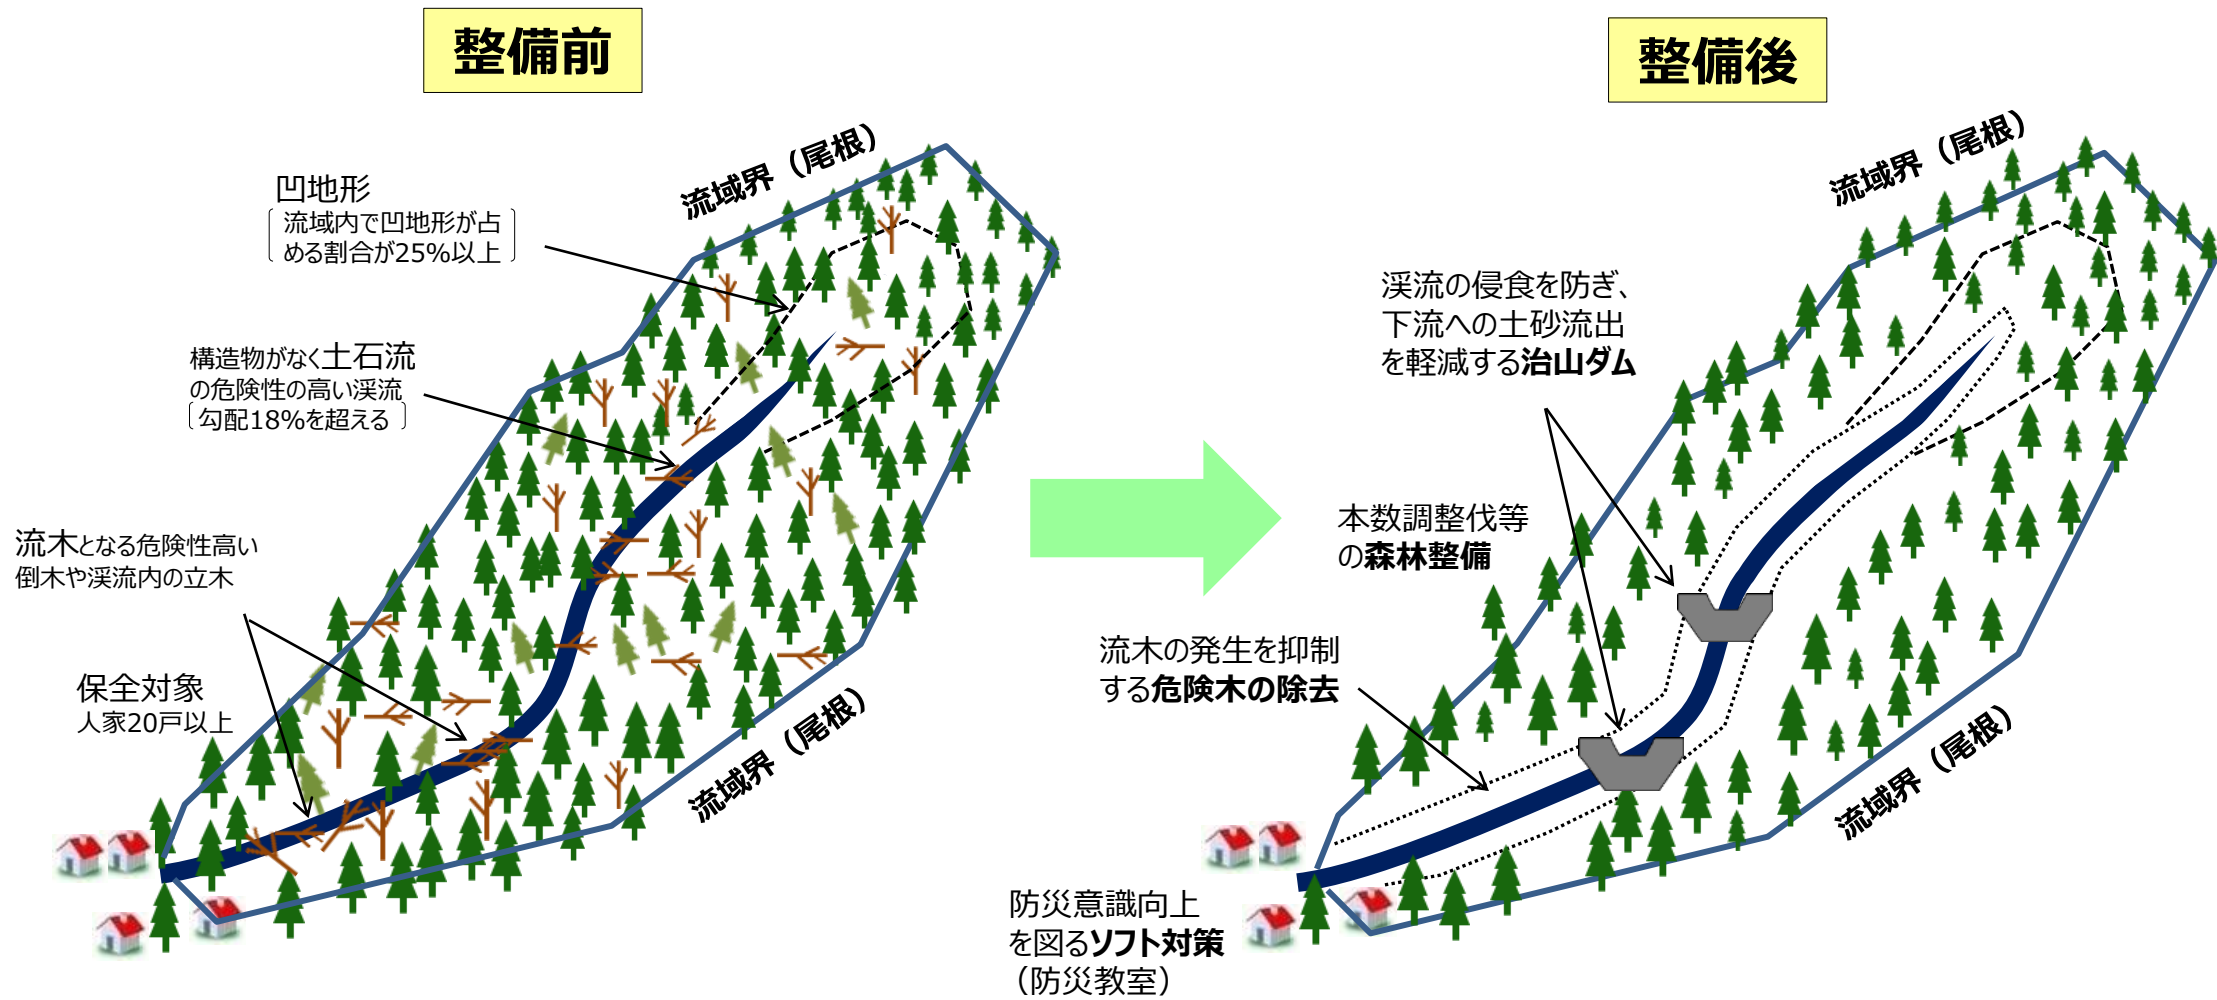 整備前
流域界（尾根）
凹地形
流域内で凹地形が占
める割合が25%以上
構造物がなく土石流
の危険性の高い渓流
勾配18%を超える
流木となる危険性高い
倒木や渓流内の立木
保全対象
人家20戸以上
流域界（尾根）
整備後
流域界（尾根）
渓流の侵食を防ぎ、
下流への土砂流出
を軽減する治山ダム
本数調整伐等
の森林整備
流木の発生を抑制
する危険木の除去
流域界（尾根）
防災意識向上
を図るソフト対策
（防災教室）